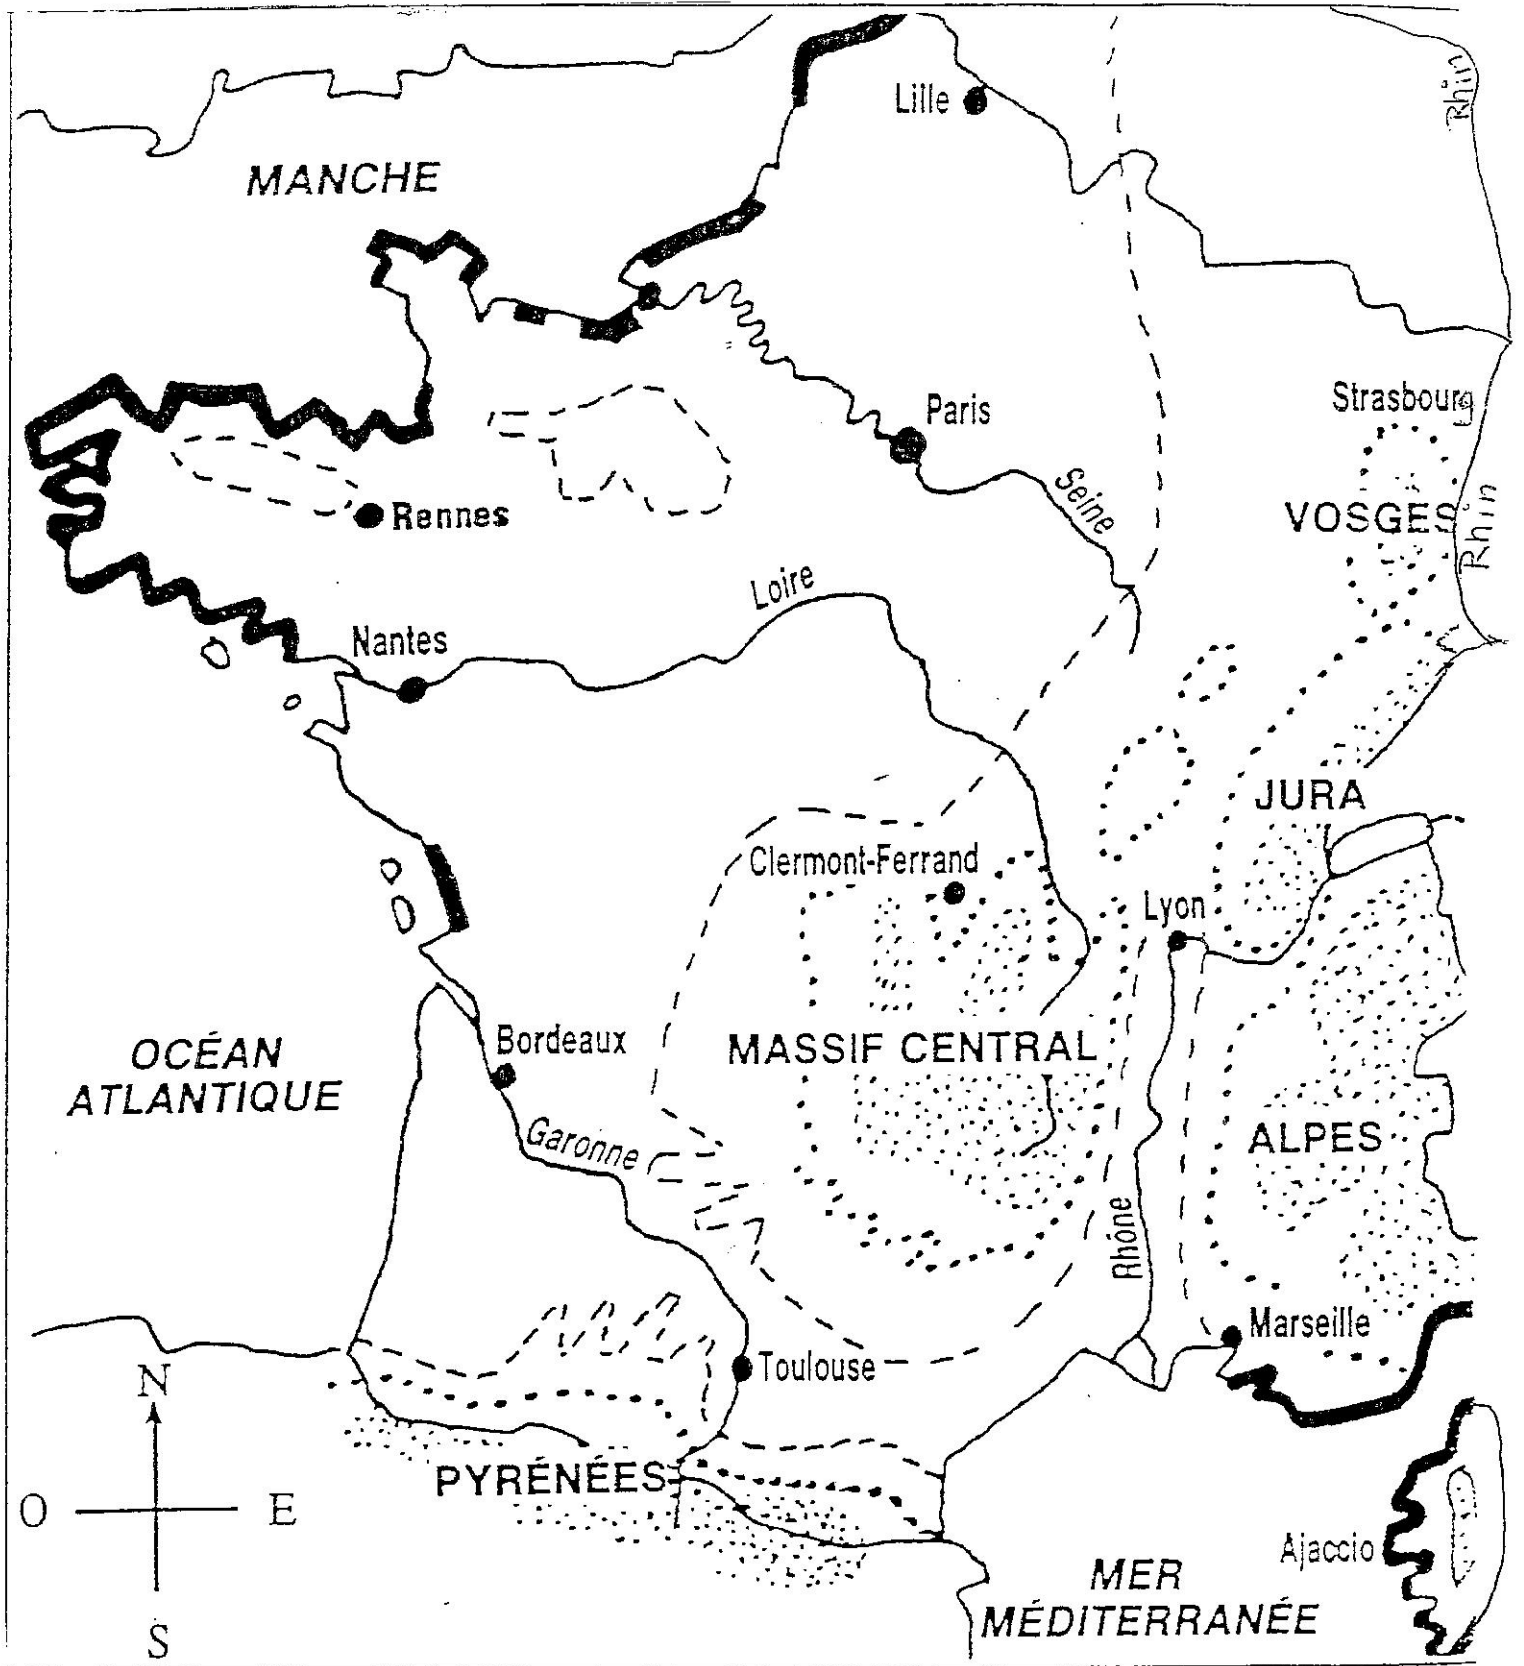 Rhin
Lille
MANCHE
Strasbourg
Paris
Seine
VOSGES
Rhin
Rennes
Loire
Nantes
JURA
Clermont-Ferrand
Lyon
OCÉAN
ATLANTIQUE
Bordeaux
MASSIF CENTRAL
Garonne
ALPES
Rhône
Marseille
Toulouse
N
PYRÉNÉES
O
E
S
Ajaccio
MER
MÉDITERRANÉE